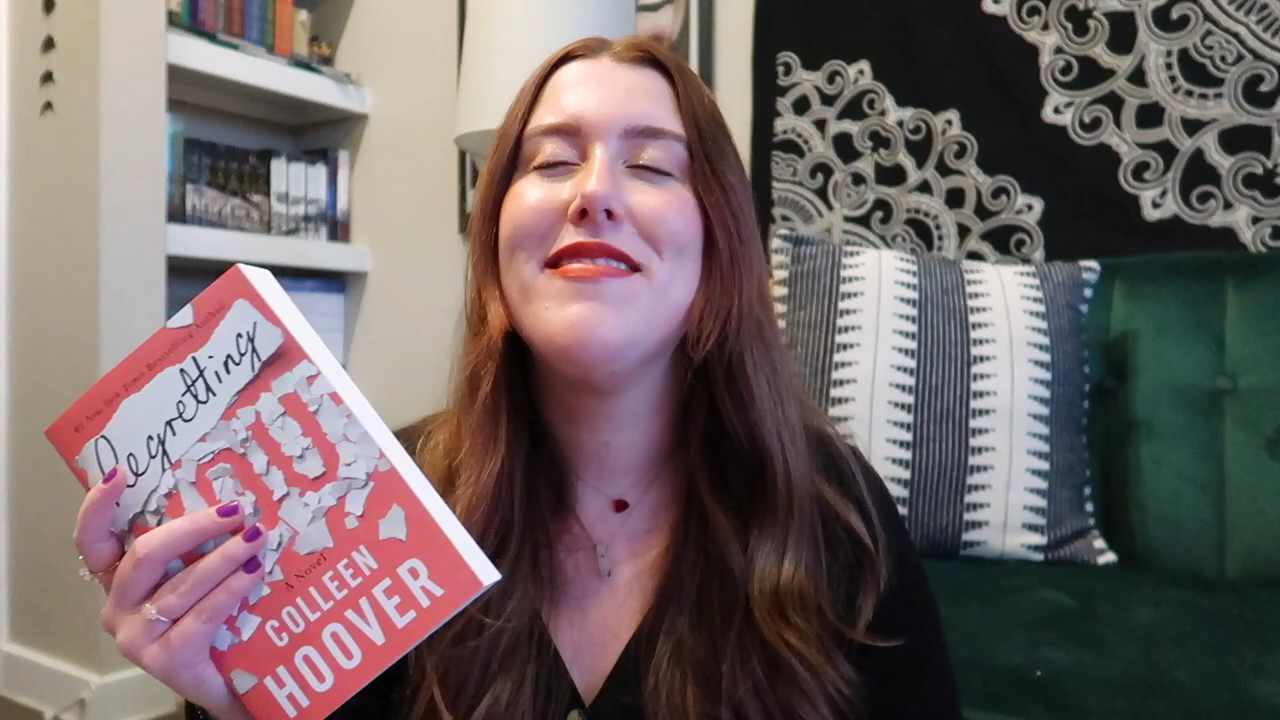 #1 New York Times Bestselling Author
Regretting
YOU
A Novel
COLLEEN
HOOVER